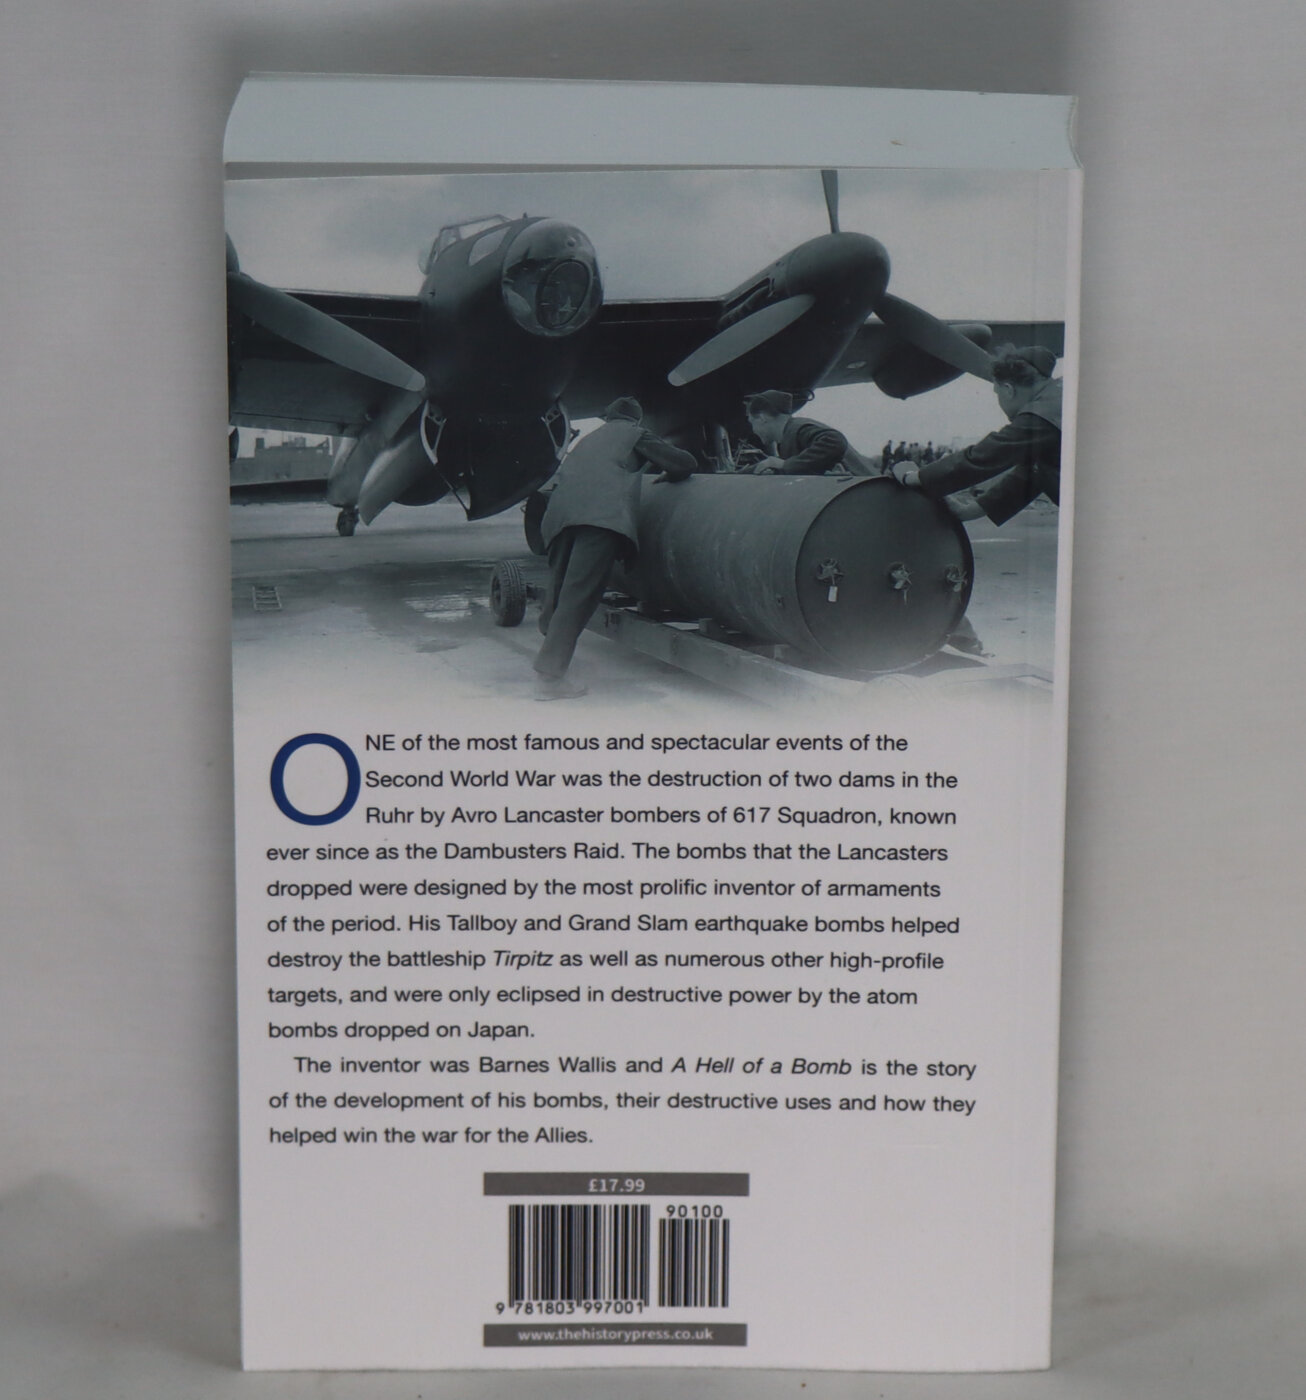 ONE of the most famous and spectacular events of the
Second World War was the destruction of two dams in the
Ruhr by Avro Lancaster bombers of 617 Squadron, known
ever since as the Dambusters Raid. The bombs that the Lancasters
dropped were designed by the most prolific inventor of armaments
of the period. His Tallboy and Grand Slam earthquake bombs helped
destroy the battleship Tirpitz as well as numerous other high-profile
targets, and were only eclipsed in destructive power by the atom
bombs dropped on Japan.
The inventor was Barnes Wallis and A Hell of a Bomb is the story
of the development of his bombs, their destructive uses and how they
helped win the war for the Allies.
£17.99
90100
9 781803 997001
www.thehistorypress.co.uk